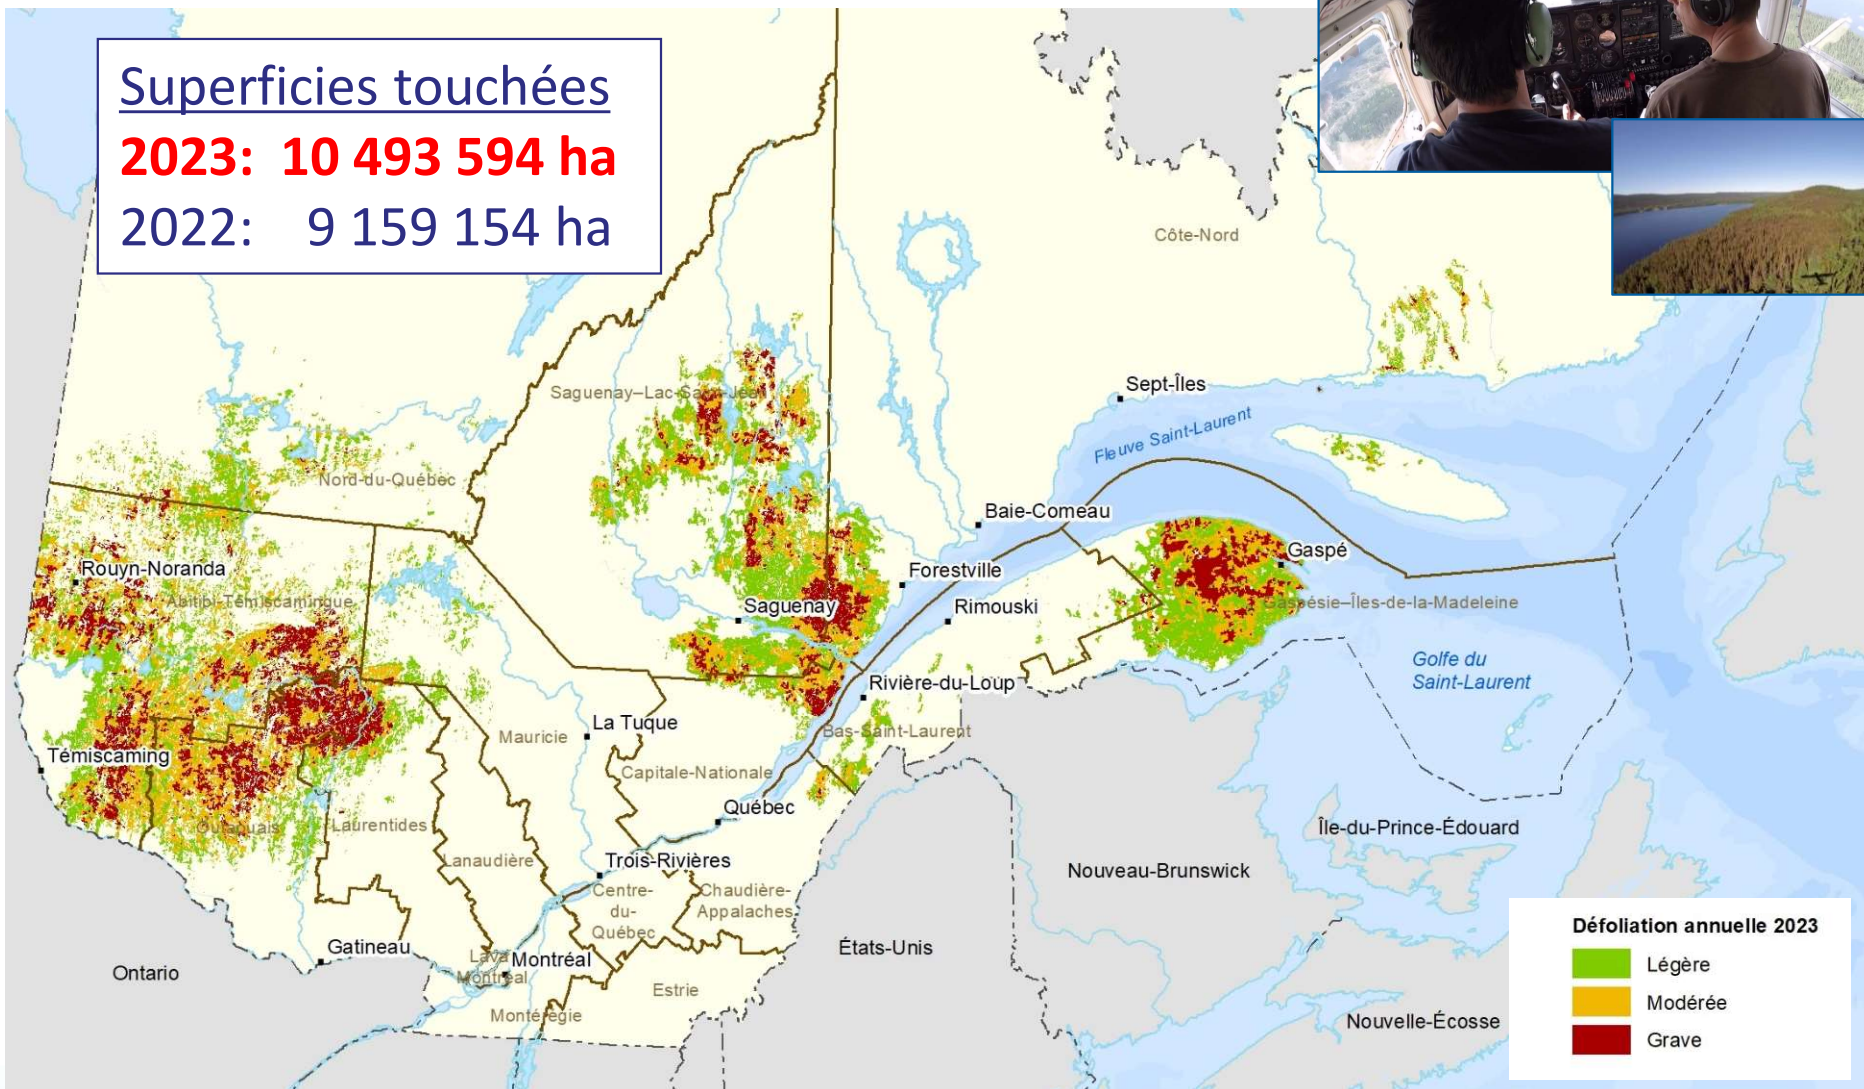 Superficies touchées
2023: 10 493 594 ha
2022: 9 159 154 ha
Côte-Nord
Saguenay–Lac-Saint-Jean
Sept-Îles
Fleuve Saint-Laurent
Nord-du-Québec
Baie-Comeau
Gaspé
Rouyn-Noranda
Forestville
Abitibi-Témiscamingue
Saguenay
Rimouski
Gaspésie–Îles-de-la-Madeleine
Golfe du
Saint-Laurent
Rivière-du-Loup
La Tuque
Mauricie
Bas-Saint-Laurent
Témiscaming
Capitale-Nationale
Québec
Outaouais
Laurentides
Île-du-Prince-Édouard
Lanaudière
Trois-Rivières
Nouveau-Brunswick
Centre-
du-
Québec
Chaudière-
Appalaches
Gatineau
États-Unis
Laval
Montréal
Montréal
Ontario
Estrie
Montérégie
Nouvelle-Écosse
Défoliation annuelle 2023
Légère
Modérée
Grave